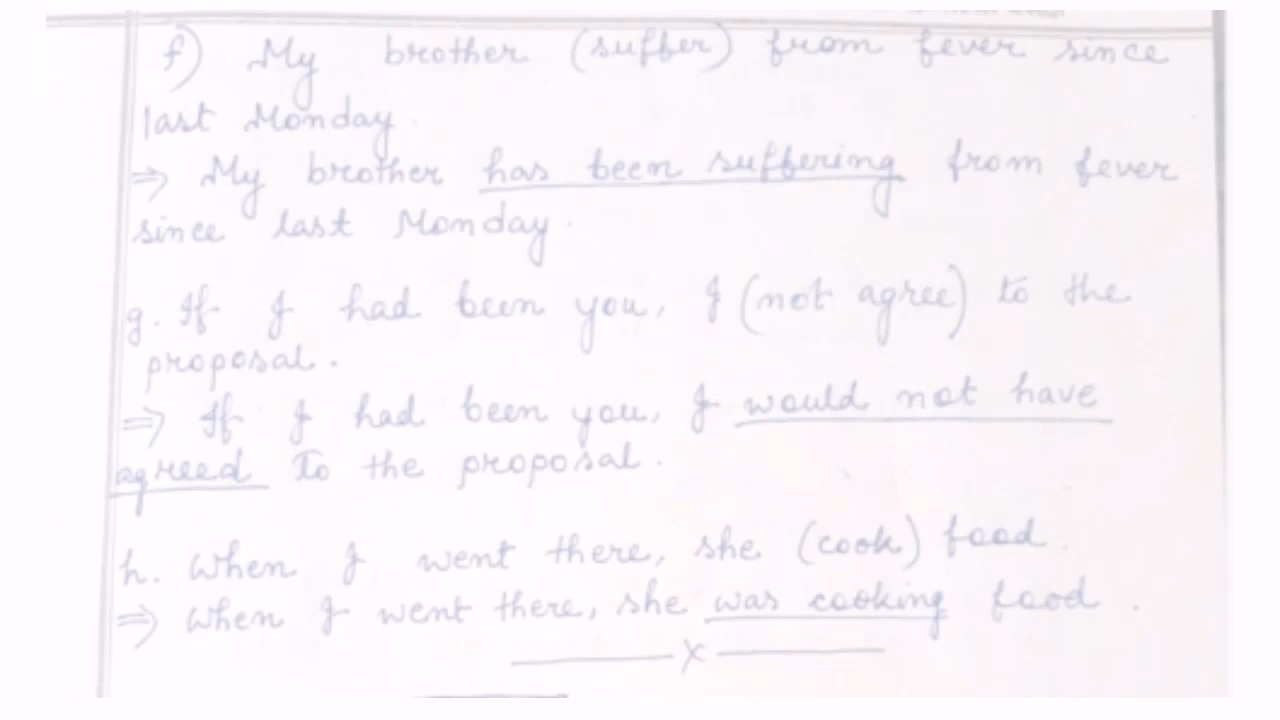 f) My brother (suffer) from fever since
last Monday.
⇒ My brother has been suffering from fever
since last Monday.
g. If I had been you, I (not agree) to the
proposal.
⇒ If I had been you, I would not have
agreed to the proposal.
h. When I went there, she (cook) food.
⇒ When I went there, she was cooking food.
x